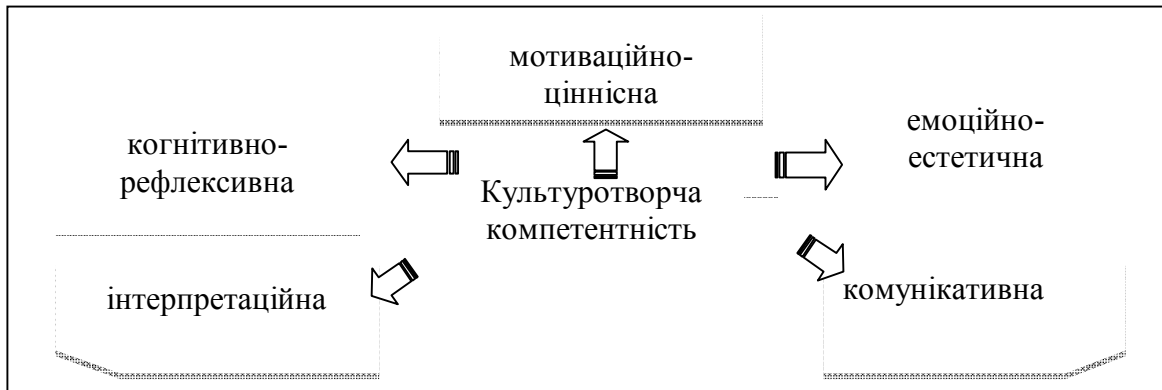 мотиваційно-
ціннісна
когнітивно-
рефлексивна
емоційно-
естетична
Культуротворча
компетентність
інтерпретаційна
комунікативна